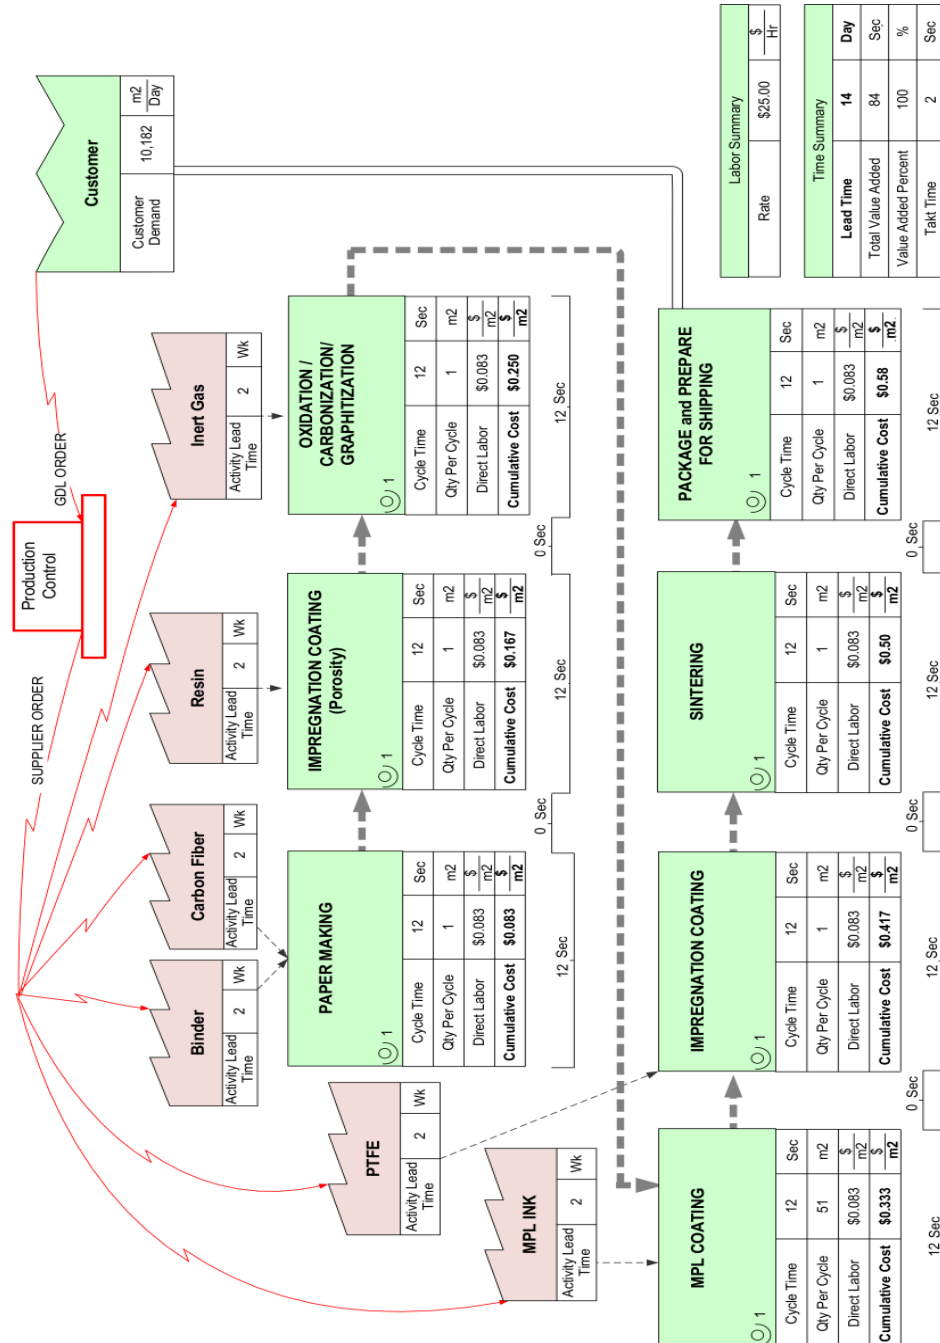 Production
Control
SUPPLIER ORDER
GDL ORDER
Customer
Customer
Demand
10,182
m2
Day
Binder
Activity Lead
Time
2
Wk
Carbon Fiber
Activity Lead
Time
2
Wk
Resin
Activity Lead
Time
2
Wk
Inert Gas
Activity Lead
Time
2
Wk
PTFE
Activity Lead
Time
2
Wk
MPL INK
Activity Lead
Time
2
Wk
PAPER MAKING
1
Cycle Time 12 Sec
Qty Per Cycle 1 m2
Direct Labor $0.083 $
m2
Cumulative Cost $0.083 $
m2
IMPREGNATION COATING
(Porosity)
1
Cycle Time 12 Sec
Qty Per Cycle 1 m2
Direct Labor $0.083 $
m2
Cumulative Cost $0.167 $
m2
OXIDATION /
CARBONIZATION/
GRAPHITIZATION
1
Cycle Time 12 Sec
Qty Per Cycle 1 m2
Direct Labor $0.083 $
m2
Cumulative Cost $0.250 $
m2
12 Sec
0 Sec
12 Sec
0 Sec
12 Sec
MPL COATING
1
Cycle Time 12 Sec
Qty Per Cycle 51 m2
Direct Labor $0.083 $
m2
Cumulative Cost $0.333 $
m2
IMPREGNATION COATING
1
Cycle Time 12 Sec
Qty Per Cycle 1 m2
Direct Labor $0.083 $
m2
Cumulative Cost $0.417 $
m2
SINTERING
1
Cycle Time 12 Sec
Qty Per Cycle 1 m2
Direct Labor $0.083 $
m2
Cumulative Cost $0.50 $
m2
PACKAGE and PREPARE
FOR SHIPPING
1
Cycle Time 12 Sec
Qty Per Cycle 1 m2
Direct Labor $0.083 $
m2
Cumulative Cost $0.58 $
m2
12 Sec
0 Sec
12 Sec
0 Sec
12 Sec
0 Sec
12 Sec
Labor Summary
Rate $25.00 $
Hr
Time Summary
Lead Time 14 Day
Total Value Added 84 Sec
Value Added Percent 100 %
Takt Time 2 Sec